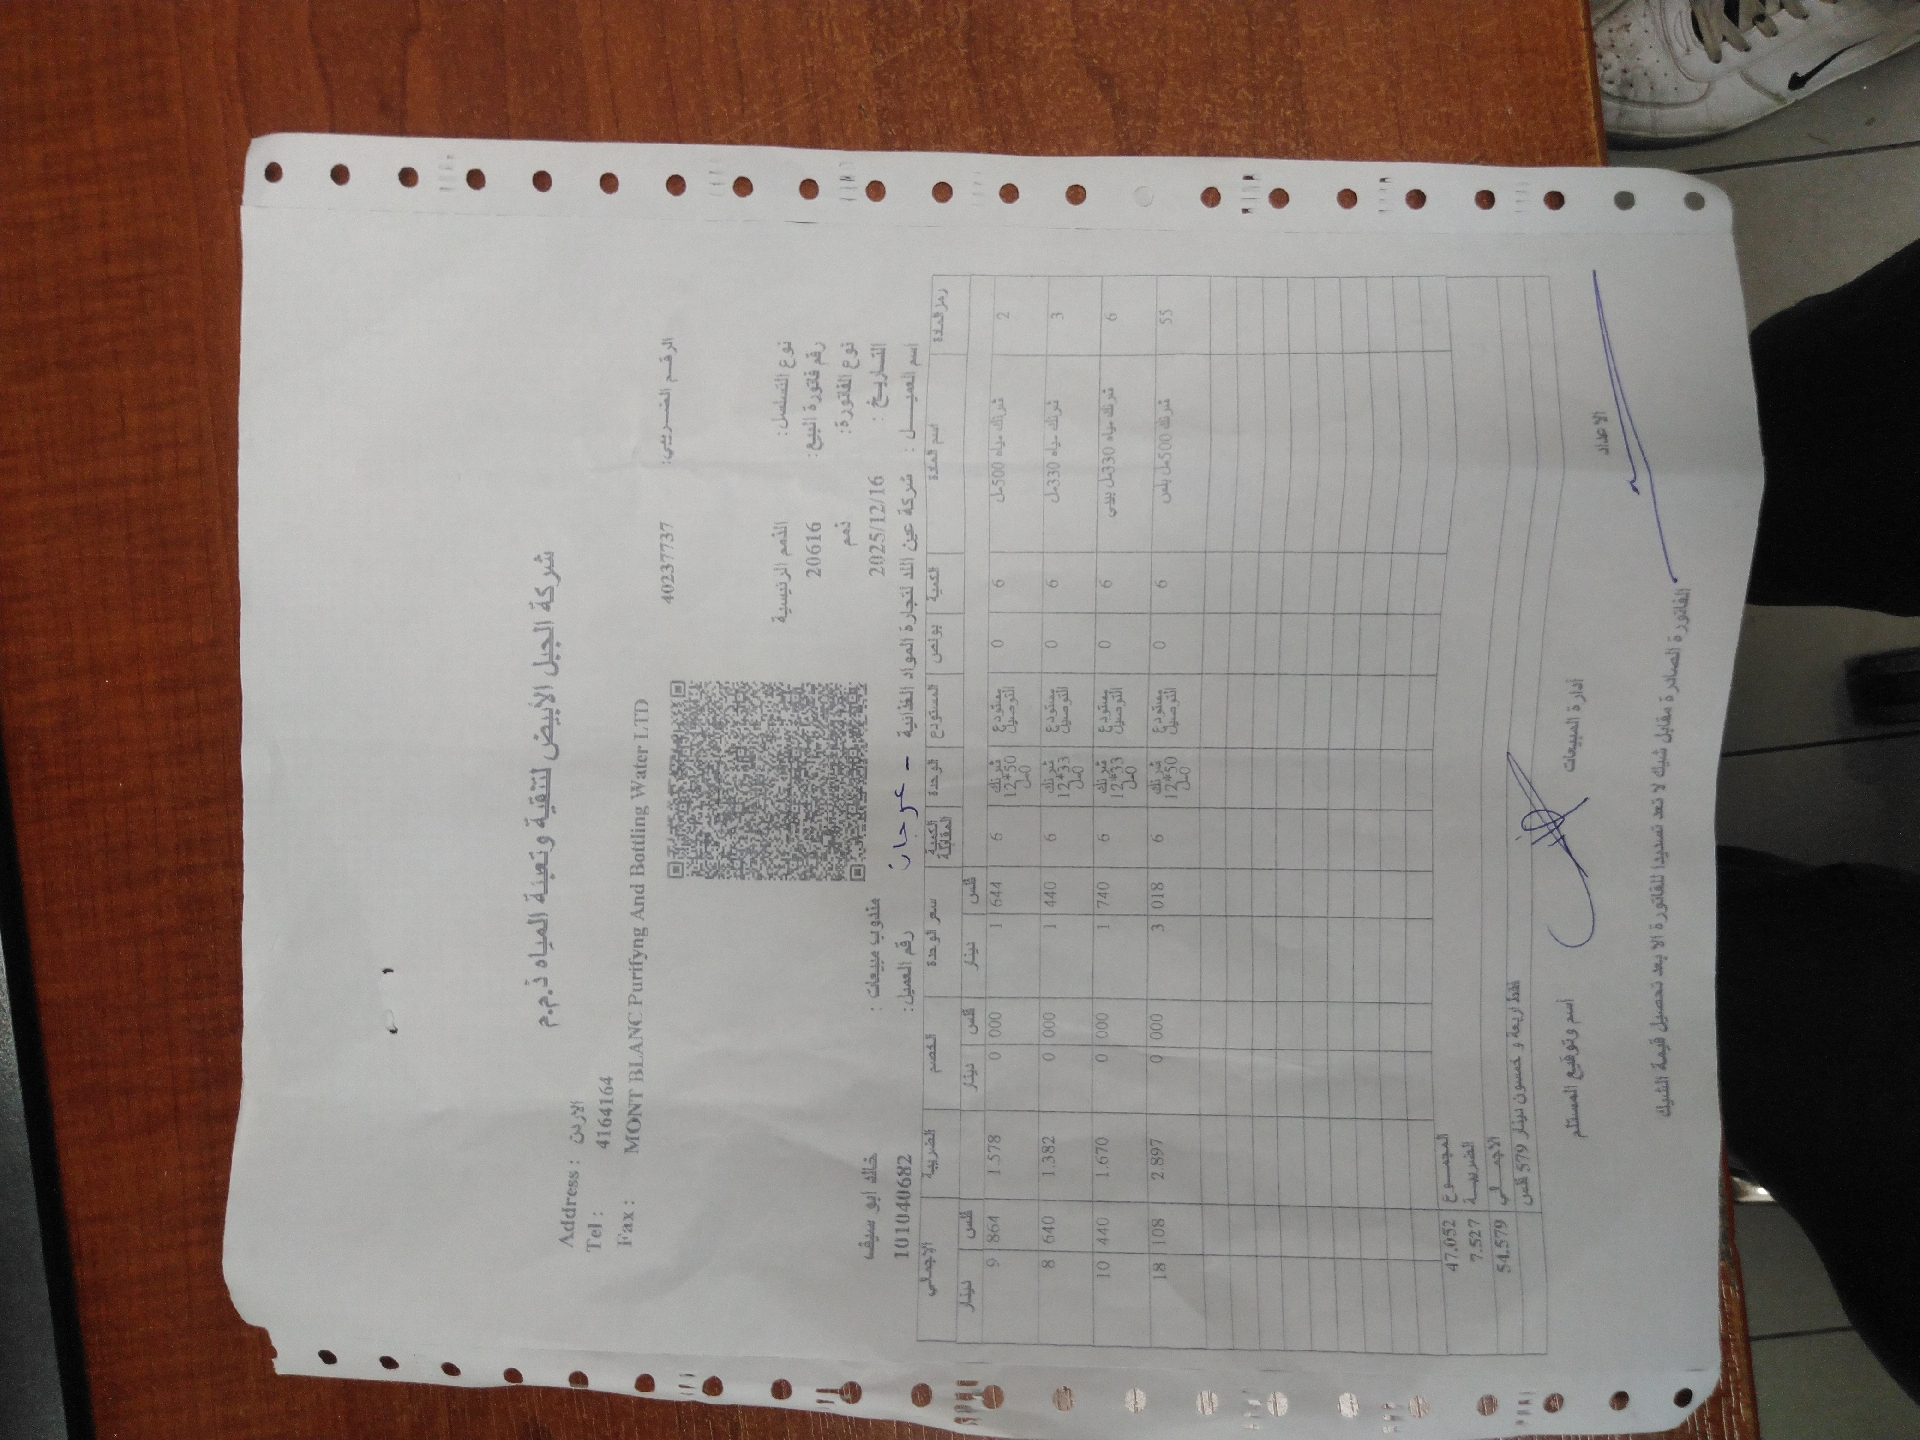 شركة الجبل الأبيض لتنقية وتعبئة المياه ذ.م.م
Address : الاردن
Tel : 4164164
Fax : MONT BLANC Purifyng And Bottling Water LTD
الرقم الضريبي: 40237737
نوع التسلسل: الذمم الرئيسية
رقم فاتورة البيع: 20616
نوع الفاتورة: ذمم
التاريخ : 2025/12/16 مندوب مبيعات : خالد ابو سيف
اسم العميل : شركة عين اللد لتجارة المواد الغذائية - عرجان رقم العميل: 101040682
رمز المادة اسم المادة الكمية بونص المستودع الوحدة الكمية المقابلة سعر الوحدة الخصم الضريبة الاجمالي
دينار فلس دينار فلس دينار فلس
2 شرنك مياه 500مل 6 0 مستودع التوصيل شرنك 12*500مل 6 1 644 0 000 1.578 9 864
3 شرنك مياه 330مل 6 0 مستودع التوصيل شرنك 12*330مل 6 1 440 0 000 1.382 8 640
6 شرنك مياه 330مل بيبي 6 0 مستودع التوصيل شرنك 12*330مل 6 1 740 0 000 1.670 10 440
55 شرنك 500مل بلس 6 0 مستودع التوصيل شرنك 12*500مل 6 3 018 0 000 2.897 18 108
المجموع 47.052
الضريبة 7.527
الاجمالي 54.579
فقط اربعة و خمسون دينار 579 فلس
الاعداد ادارة المبيعات اسم وتوقيع المستلم
الفاتورة الصادرة مقابل شيك لا تعد تسديدا للفاتورة الا بعد تحصيل قيمة الشيك